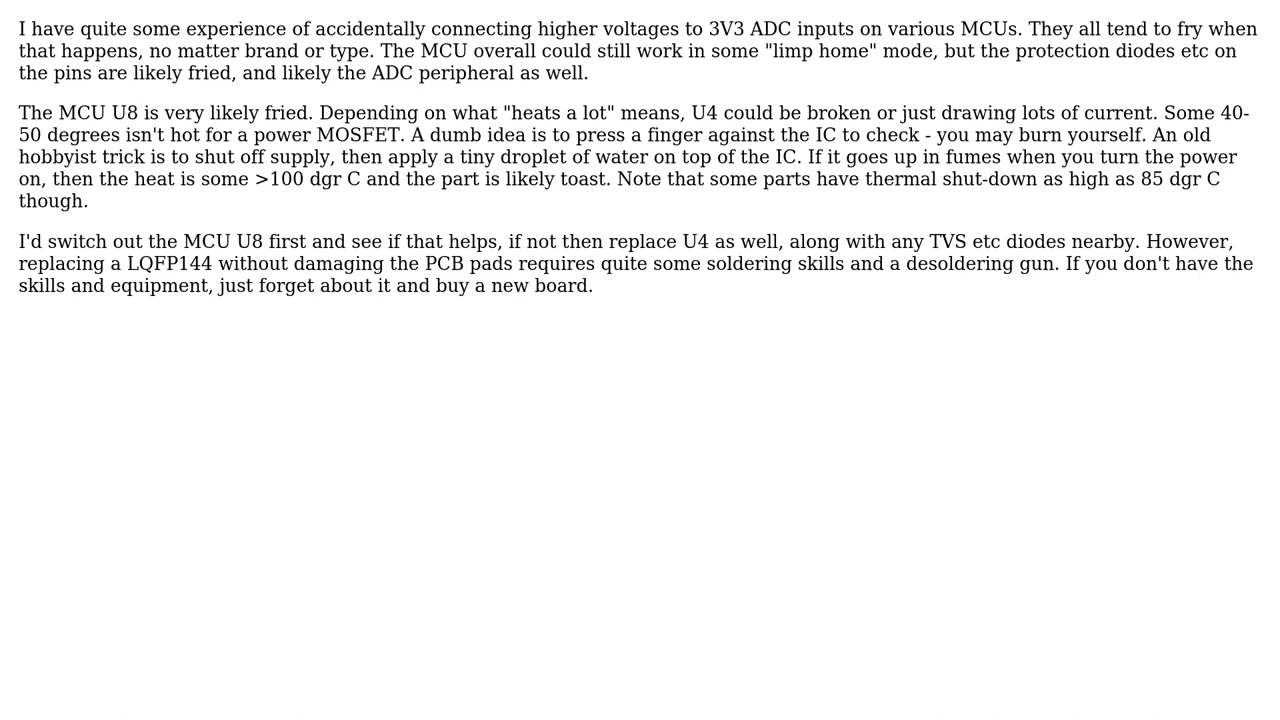 I have quite some experience of accidentally connecting higher voltages to 3V3 ADC inputs on various MCUs. They all tend to fry when
that happens, no matter brand or type. The MCU overall could still work in some "limp home" mode, but the protection diodes etc on
the pins are likely fried, and likely the ADC peripheral as well.
The MCU U8 is very likely fried. Depending on what "heats a lot" means, U4 could be broken or just drawing lots of current. Some 40-
50 degrees isn't hot for a power MOSFET. A dumb idea is to press a finger against the IC to check - you may burn yourself. An old
hobbyist trick is to shut off supply, then apply a tiny droplet of water on top of the IC. If it goes up in fumes when you turn the power
on, then the heat is some >100 dgr C and the part is likely toast. Note that some parts have thermal shut-down as high as 85 dgr C
though.
I'd switch out the MCU U8 first and see if that helps, if not then replace U4 as well, along with any TVS etc diodes nearby. However,
replacing a LQFP144 without damaging the PCB pads requires quite some soldering skills and a desoldering gun. If you don't have the
skills and equipment, just forget about it and buy a new board.